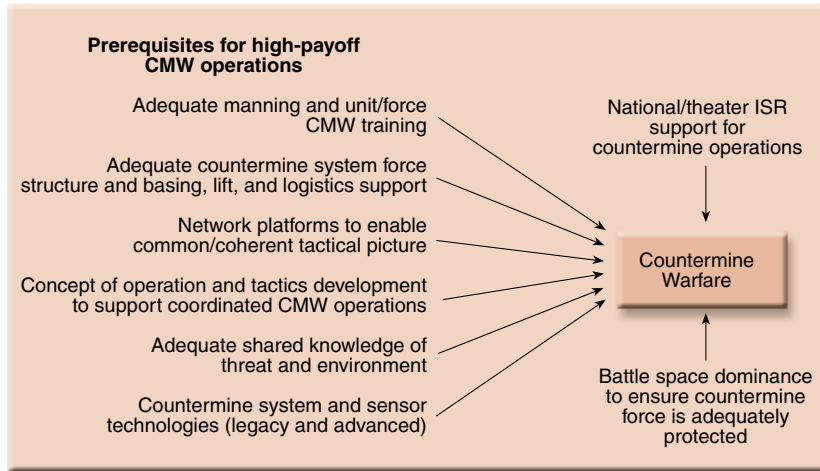 Prerequisites for high-payoff
CMW operations
Adequate manning and unit/force
CMW training
Adequate countermine system force
structure and basing, lift, and logistics support
Network platforms to enable
common/coherent tactical picture
Concept of operation and tactics development
to support coordinated CMW operations
Adequate shared knowledge of
threat and environment
Countermine system and sensor
technologies (legacy and advanced)
National/theater ISR
support for
countermine operations
Countermine
Warfare
Battle space dominance
to ensure countermine
force is adequately
protected